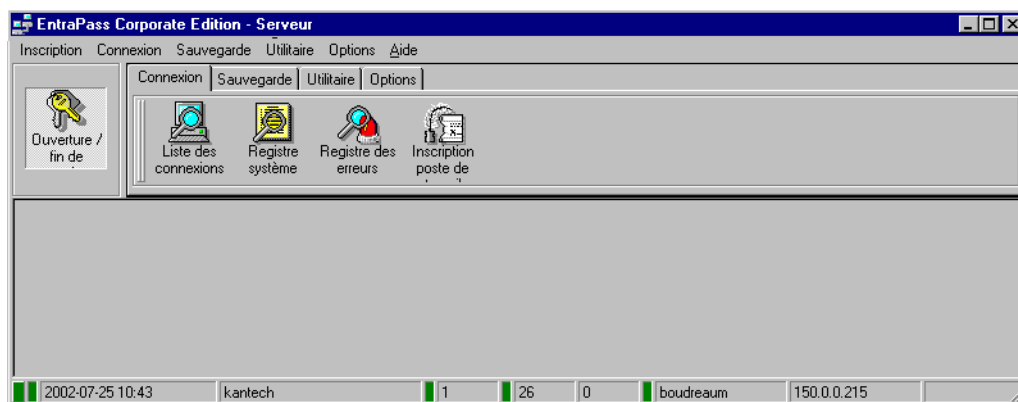 EntraPass Corporate Edition - Serveur
Inscription Connexion Sauvegarde Utilitaire Options Aide
Connexion Sauvegarde Utilitaire Options
Ouverture /
fin de
Liste des
connexions
Registre
système
Registre des
erreurs
Inscription
poste de
2002-07-25 10:43 kantech 1 26 0 boudreaum 150.0.0.215